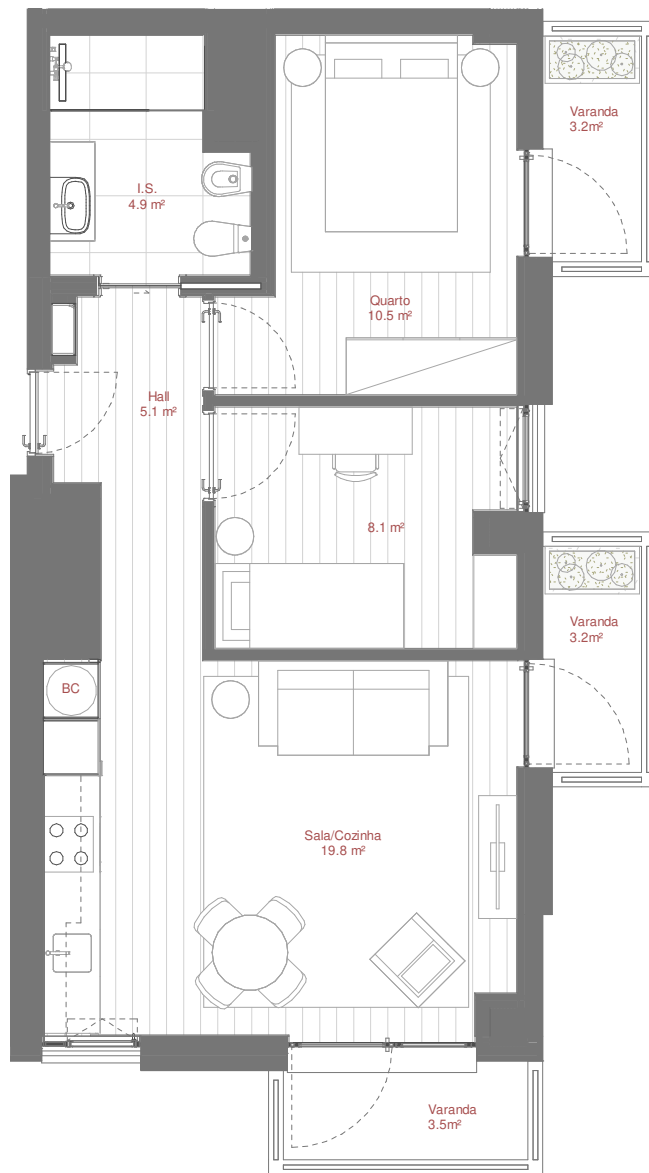 Varanda
3.2m²
I.S.
4.9 m²
Quarto
10.5 m²
Hall
5.1 m²
8.1 m²
Varanda
3.2m²
BC
Sala/Cozinha
19.8 m²
Varanda
3.5m²